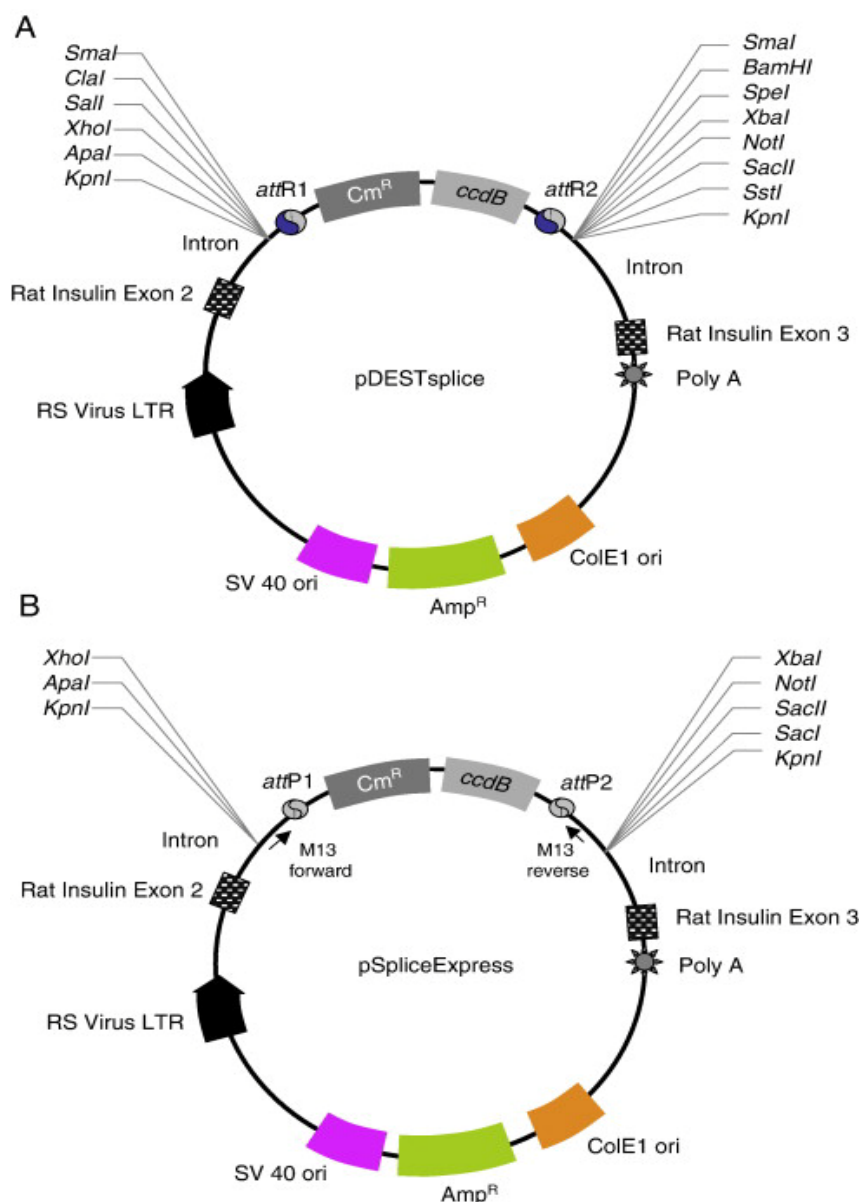 A
SmaI
ClaI
SalI
XhoI
ApaI
KpnI
SmaI
BamHI
SpeI
XbaI
NotI
SacII
SstI
KpnI
attR1
CmR
ccdB
attR2
Intron
Intron
Rat Insulin Exon 2
Rat Insulin Exon 3
pDESTsplice
Poly A
RS Virus LTR
SV 40 ori
AmpR
ColE1 ori
B
XhoI
ApaI
KpnI
XbaI
NotI
SacII
SacI
KpnI
attP1
CmR
ccdB
attP2
Intron
M13
forward
M13
reverse
Intron
Rat Insulin Exon 2
Rat Insulin Exon 3
pSpliceExpress
Poly A
RS Virus LTR
SV 40 ori
AmpR
ColE1 ori